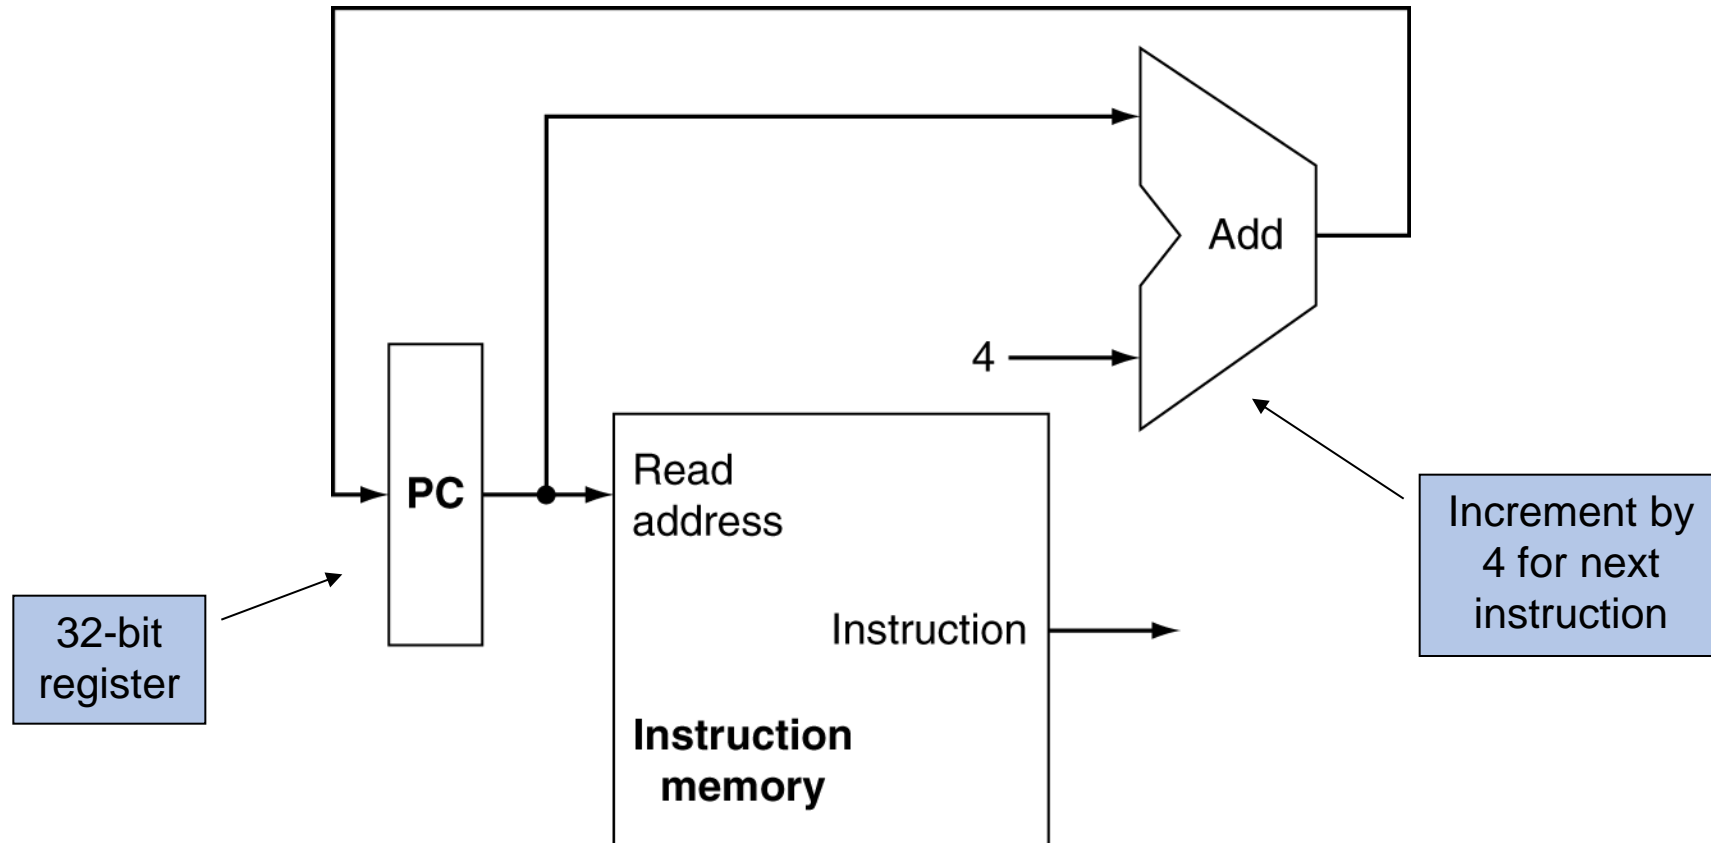 Add
4
PC
Read
address
Increment by
4 for next
instruction
32-bit
register
Instruction
Instruction
memory